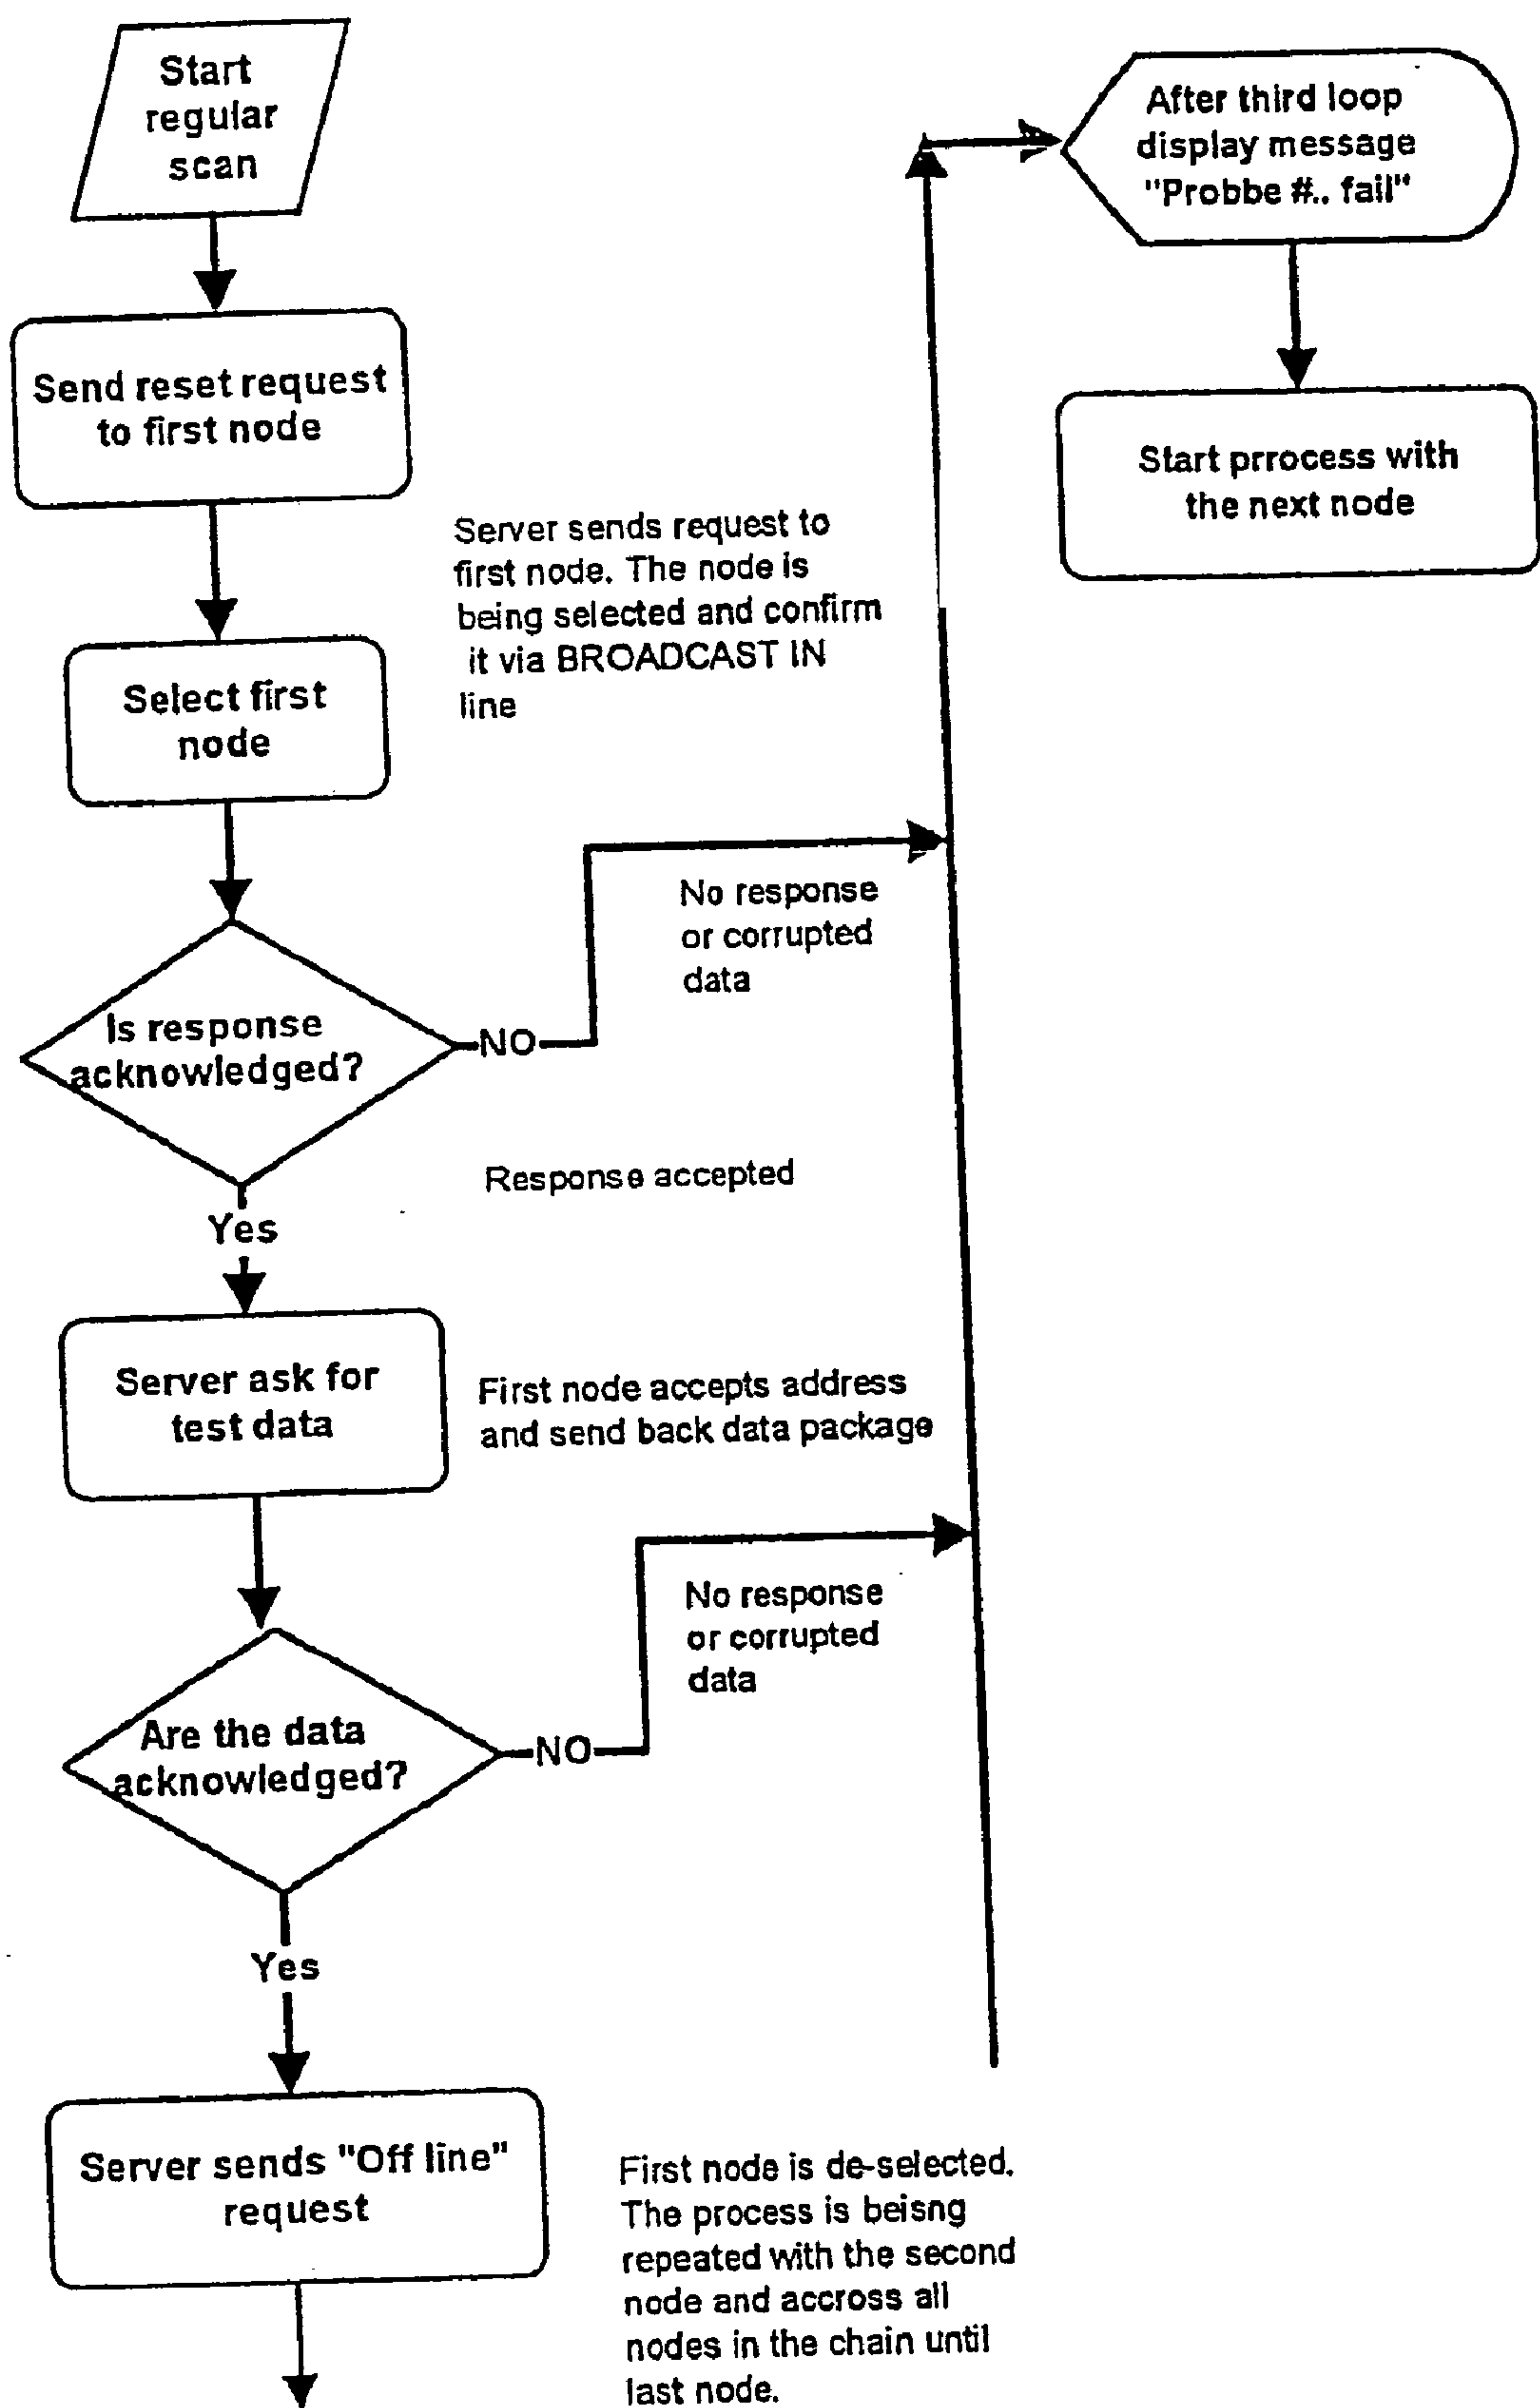 Start
regular
scan
After third loop
display message
"Probbe #.. fail"
Send reset request
to first node
Start prrocess with
the next node
Server sends request to
first node. The node is
being selected and confirm
it via BROADCAST IN
line
Select first
node
No response
or corrupted
data
Is response
acknowledged?
NO
Response accepted
Yes
Server ask for
test data
First node accepts address
and send back data package
No response
or corrupted
data
Are the data
acknowledged?
NO
Yes
Server sends "Off line"
request
First node is de-selected.
The process is beisng
repeated with the second
node and accross all
nodes in the chain until
last node.